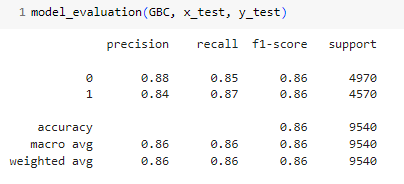 1 model_evaluation(GBC, x_test, y_test)
precision recall f1-score support
0 0.88 0.85 0.86 4970
1 0.84 0.87 0.86 4570
accuracy 0.86 9540
macro avg 0.86 0.86 0.86 9540
weighted avg 0.86 0.86 0.86 9540